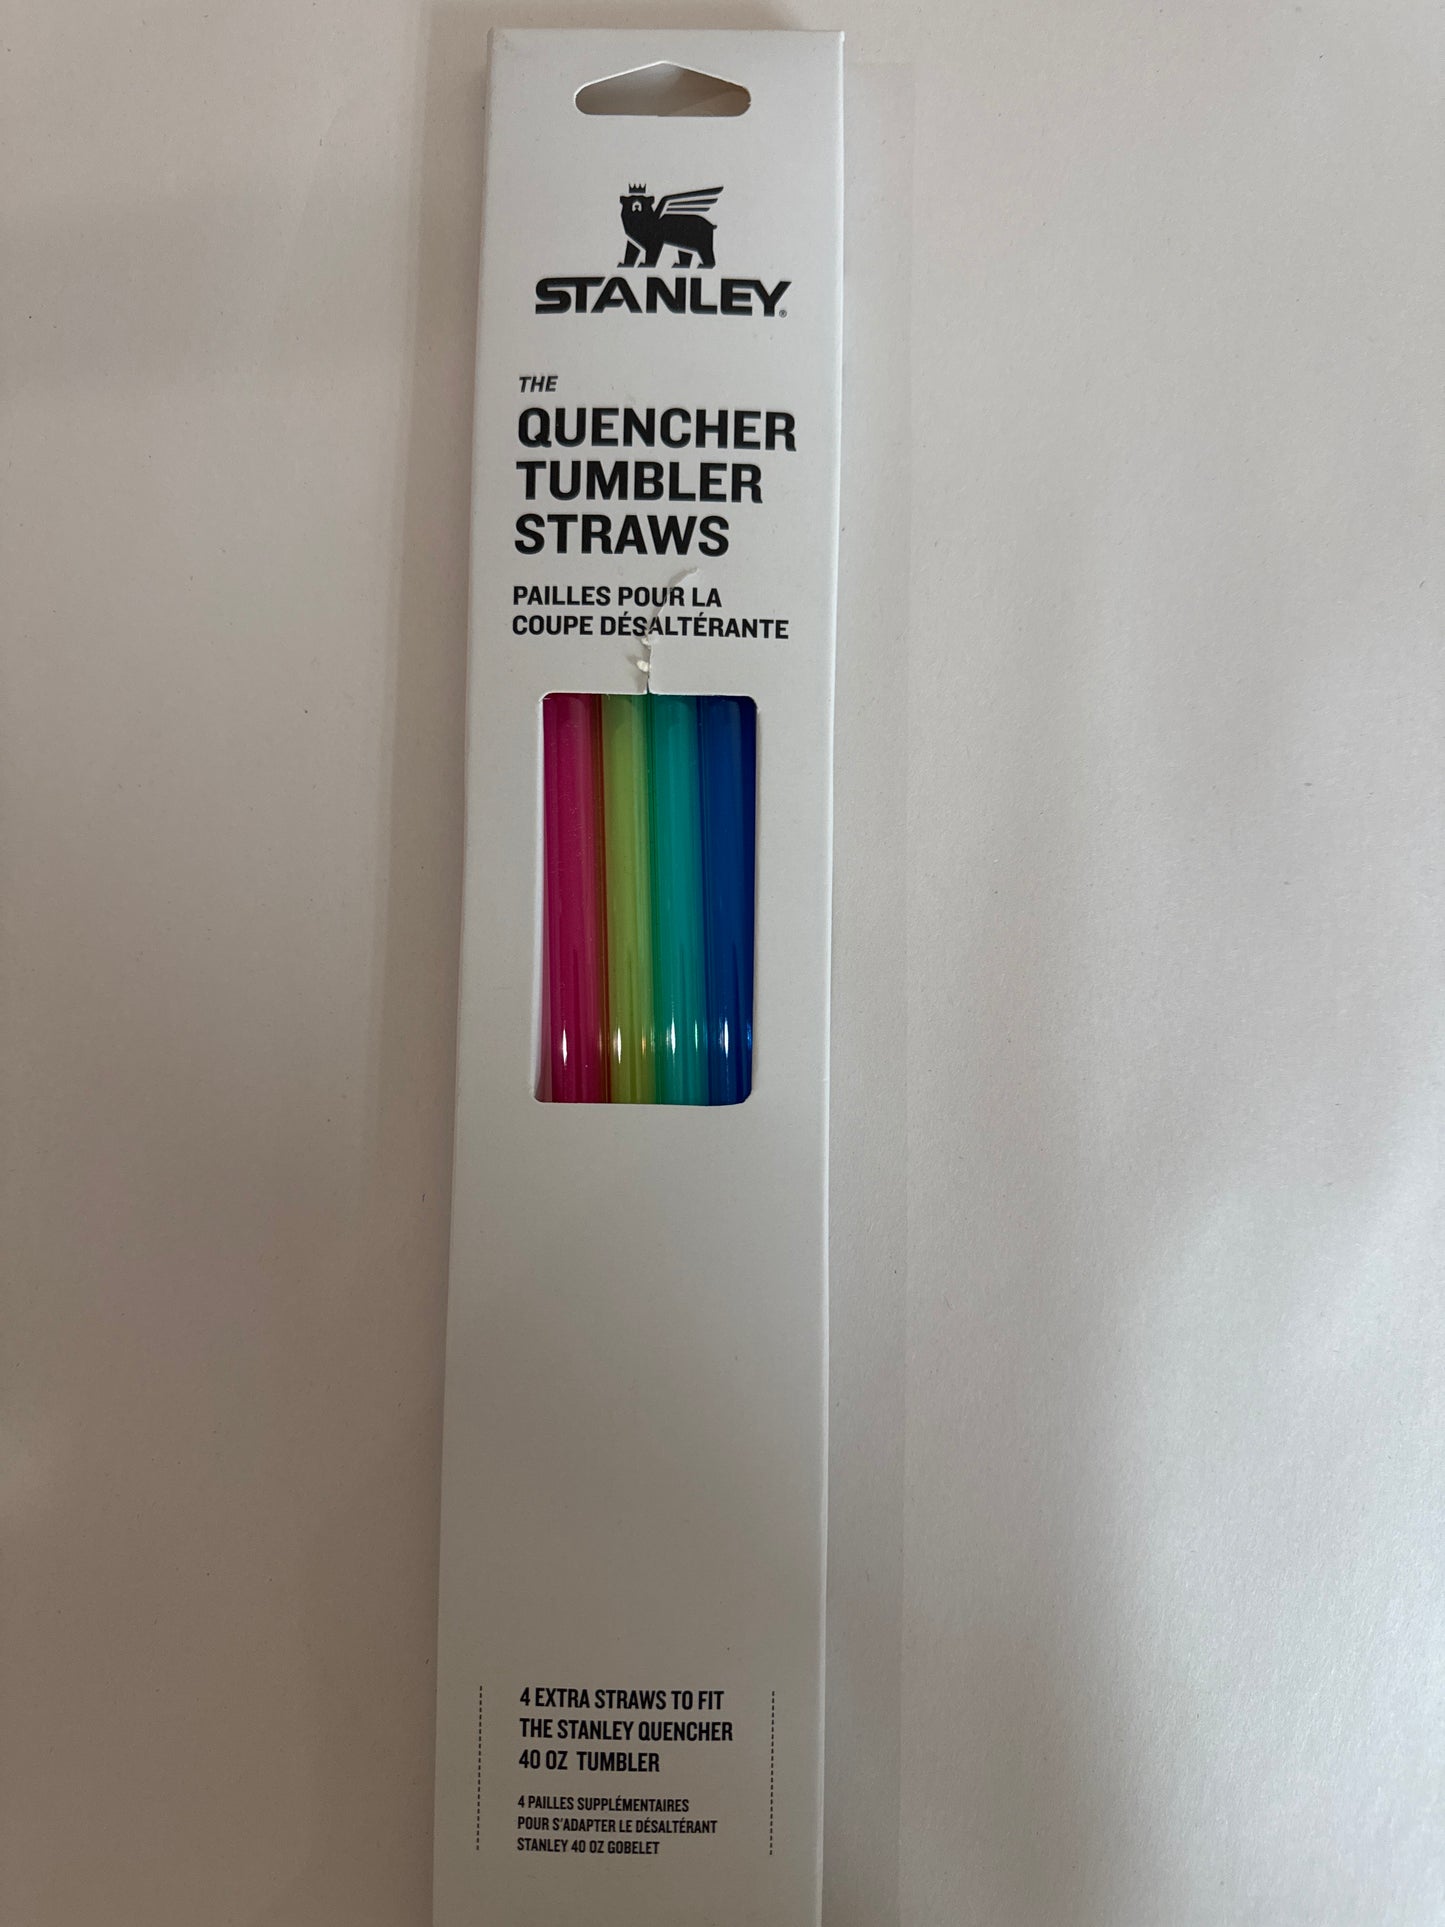 STANLEY®
THE
QUENCHER
TUMBLER
STRAWS
PAILLES POUR LA
COUPE DÉSALTÉRANTE
4 EXTRA STRAWS TO FIT
THE STANLEY QUENCHER
40 OZ TUMBLER
4 PAILLES SUPPLÉMENTAIRES
POUR S'ADAPTER LE DÉSALTÉRANT
STANLEY 40 OZ GOBELET